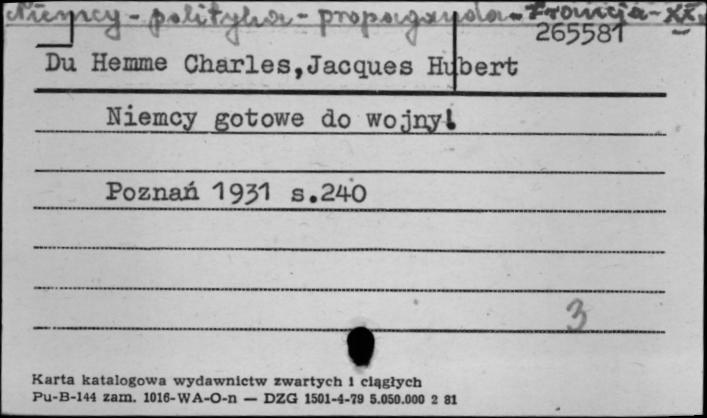 Niemcy - polityka - propaganda - Francja - XX w
265581
Du Hemme Charles,Jacques Hubert
Niemcy gotowe do wojny!
Poznań 1931 s.240
3
Karta katalogowa wydawnictw zwartych i ciągłych
Pu-B-144 zam. 1016-WA-O-n — DZG 1501-4-79 5.050.000 2 81